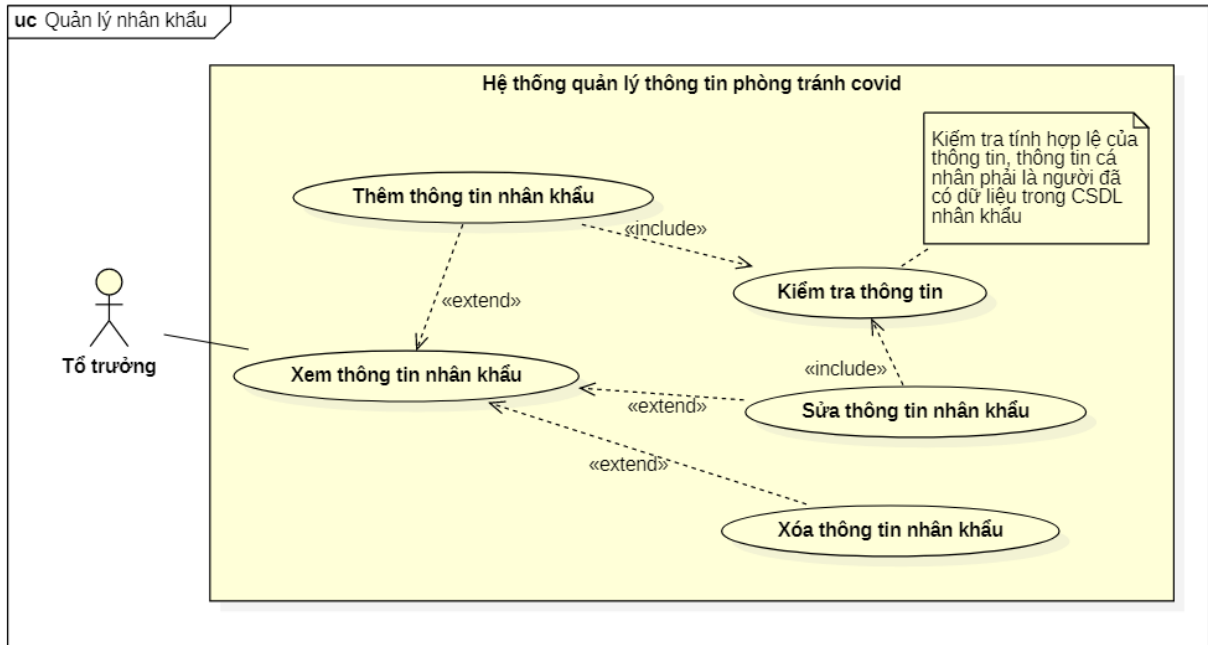 uc Quản lý nhân khẩu
Hệ thống quản lý thông tin phòng tránh covid
Kiểm tra tính hợp lệ của
thông tin, thông tin cá
nhân phải là người đã
có dữ liệu trong CSDL
nhân khẩu
Thêm thông tin nhân khẩu
«include»
Kiểm tra thông tin
«extend»
Tổ trưởng
Xem thông tin nhân khẩu
«include»
«extend»
Sửa thông tin nhân khẩu
«extend»
Xóa thông tin nhân khẩu